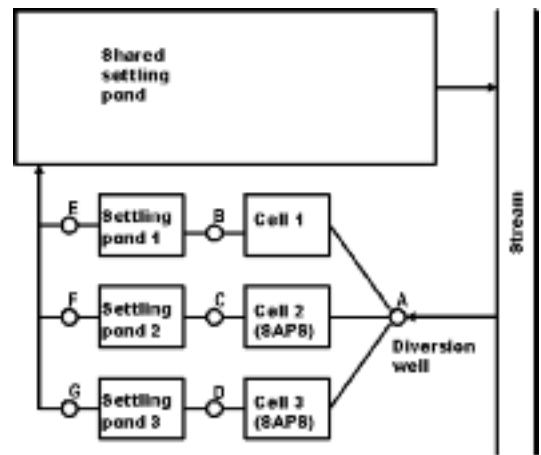 Shared
settling
pond
E
Settling
pond 1
B
Cell 1
F
Settling
pond 2
C
Cell 2
(SAPS)
A
Diversion
well
G
Settling
pond 3
D
Cell 3
(SAPS)
Stream